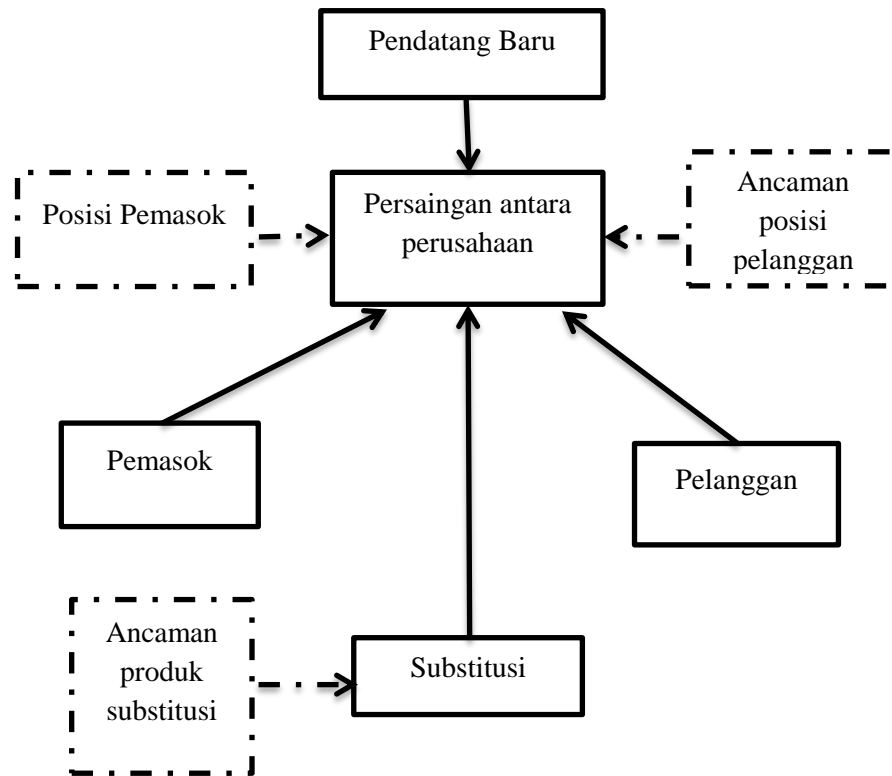 Pendatang Baru
Posisi Pemasok
Persaingan antara
perusahaan
Ancaman
posisi
pelanggan
Pemasok
Pelanggan
Ancaman
produk
substitusi
Substitusi